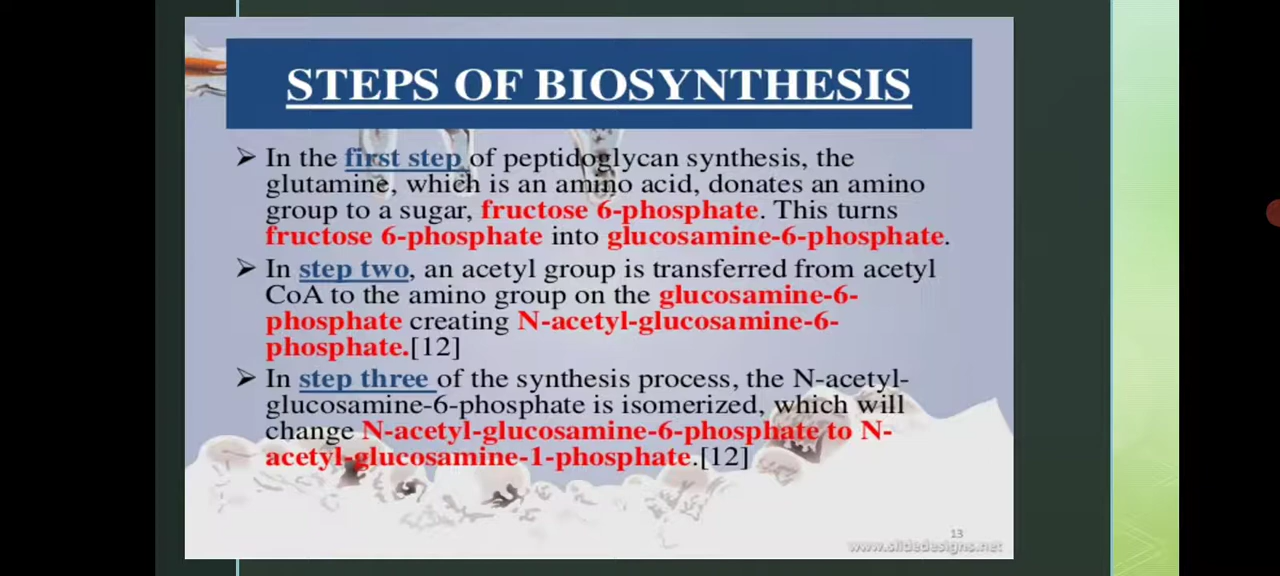 STEPS OF BIOSYNTHESIS
➢ In the first step of peptidoglycan synthesis, the
glutamine, which is an amino acid, donates an amino
group to a sugar, fructose 6-phosphate. This turns
fructose 6-phosphate into glucosamine-6-phosphate.
➢ In step two, an acetyl group is transferred from acetyl
CoA to the amino group on the glucosamine-6-
phosphate creating N-acetyl-glucosamine-6-
phosphate.[12]
➢ In step three of the synthesis process, the N-acetyl-
glucosamine-6-phosphate is isomerized, which will
change N-acetyl-glucosamine-6-phosphate to N-
acetyl-glucosamine-1-phosphate.[12]
13
www.slidedesigns.net